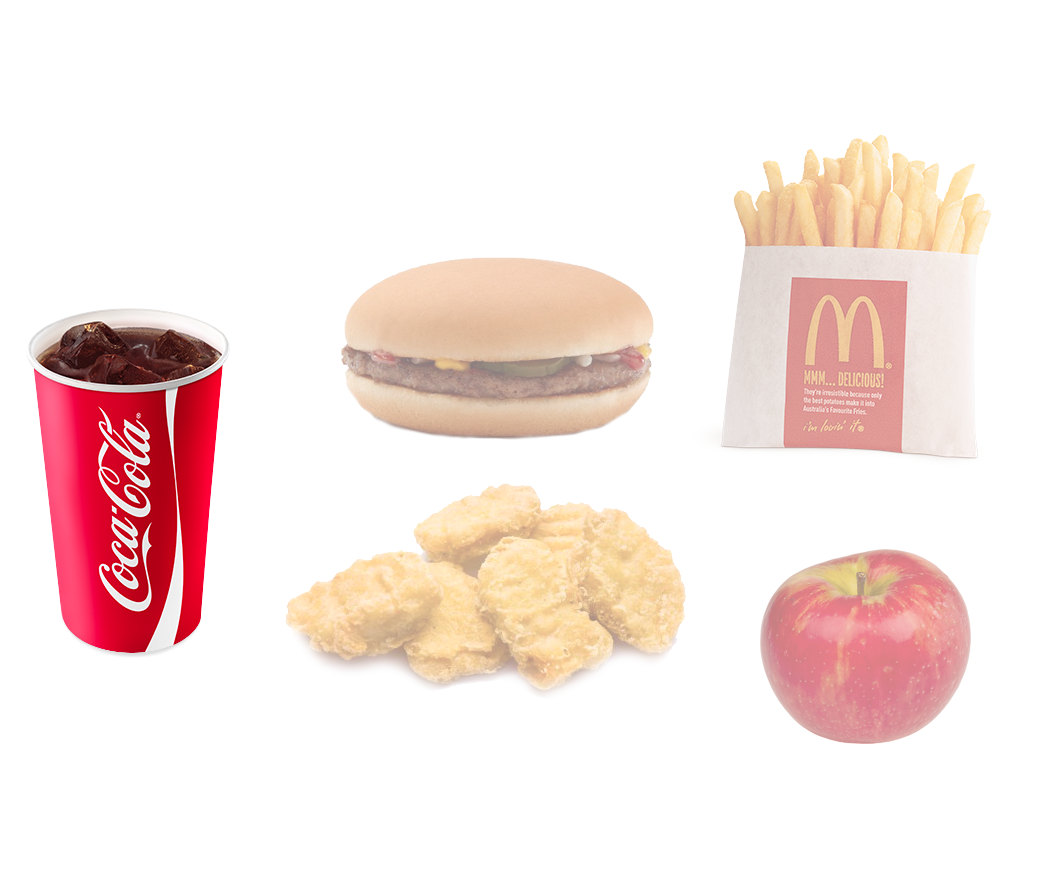 Coca-Cola®
M®
MMM... DELICIOUS!
They're irresistible because only
the best potatoes make it into
Australia's Favourite Fries.
i'm lovin' it